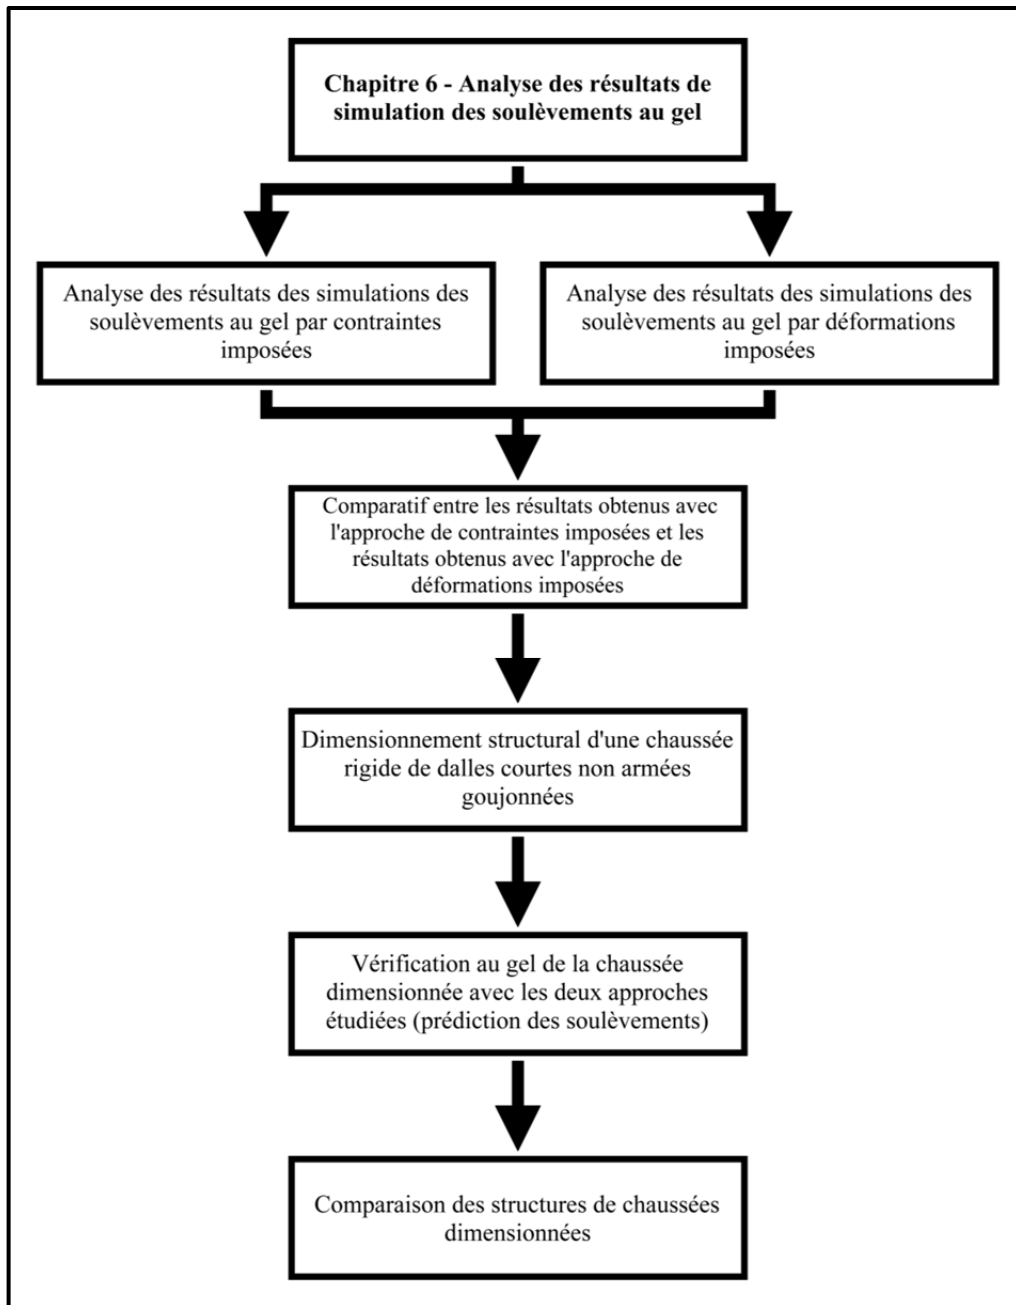 Chapitre 6 - Analyse des résultats de
simulation des soulèvements au gel
Analyse des résultats des simulations des
soulèvements au gel par contraintes
imposées
Analyse des résultats des simulations des
soulèvements au gel par déformations
imposées
Comparatif entre les résultats obtenus avec
l'approche de contraintes imposées et les
résultats obtenus avec l'approche de
déformations imposées
Dimensionnement structural d'une chaussée
rigide de dalles courtes non armées
goujonnées
Vérification au gel de la chaussée
dimensionnée avec les deux approches
étudiées (prédiction des soulèvements)
Comparaison des structures de chaussées
dimensionnées